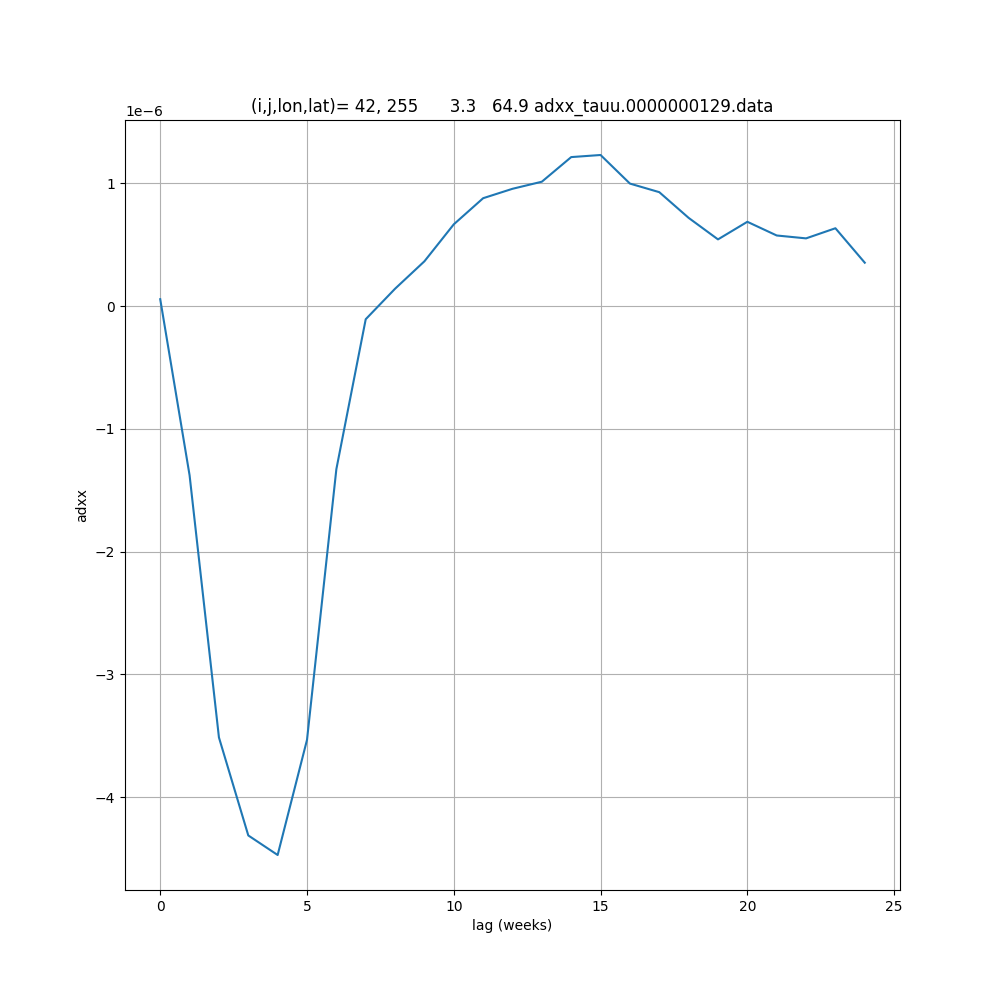 (i,j,lon,lat)= 42, 255      3.3   64.9 adxx_tauu.0000000129.data
1e−6
1
0
−1
−2
−3
−4
adxx
0 5 10 15 20 25
lag (weeks)